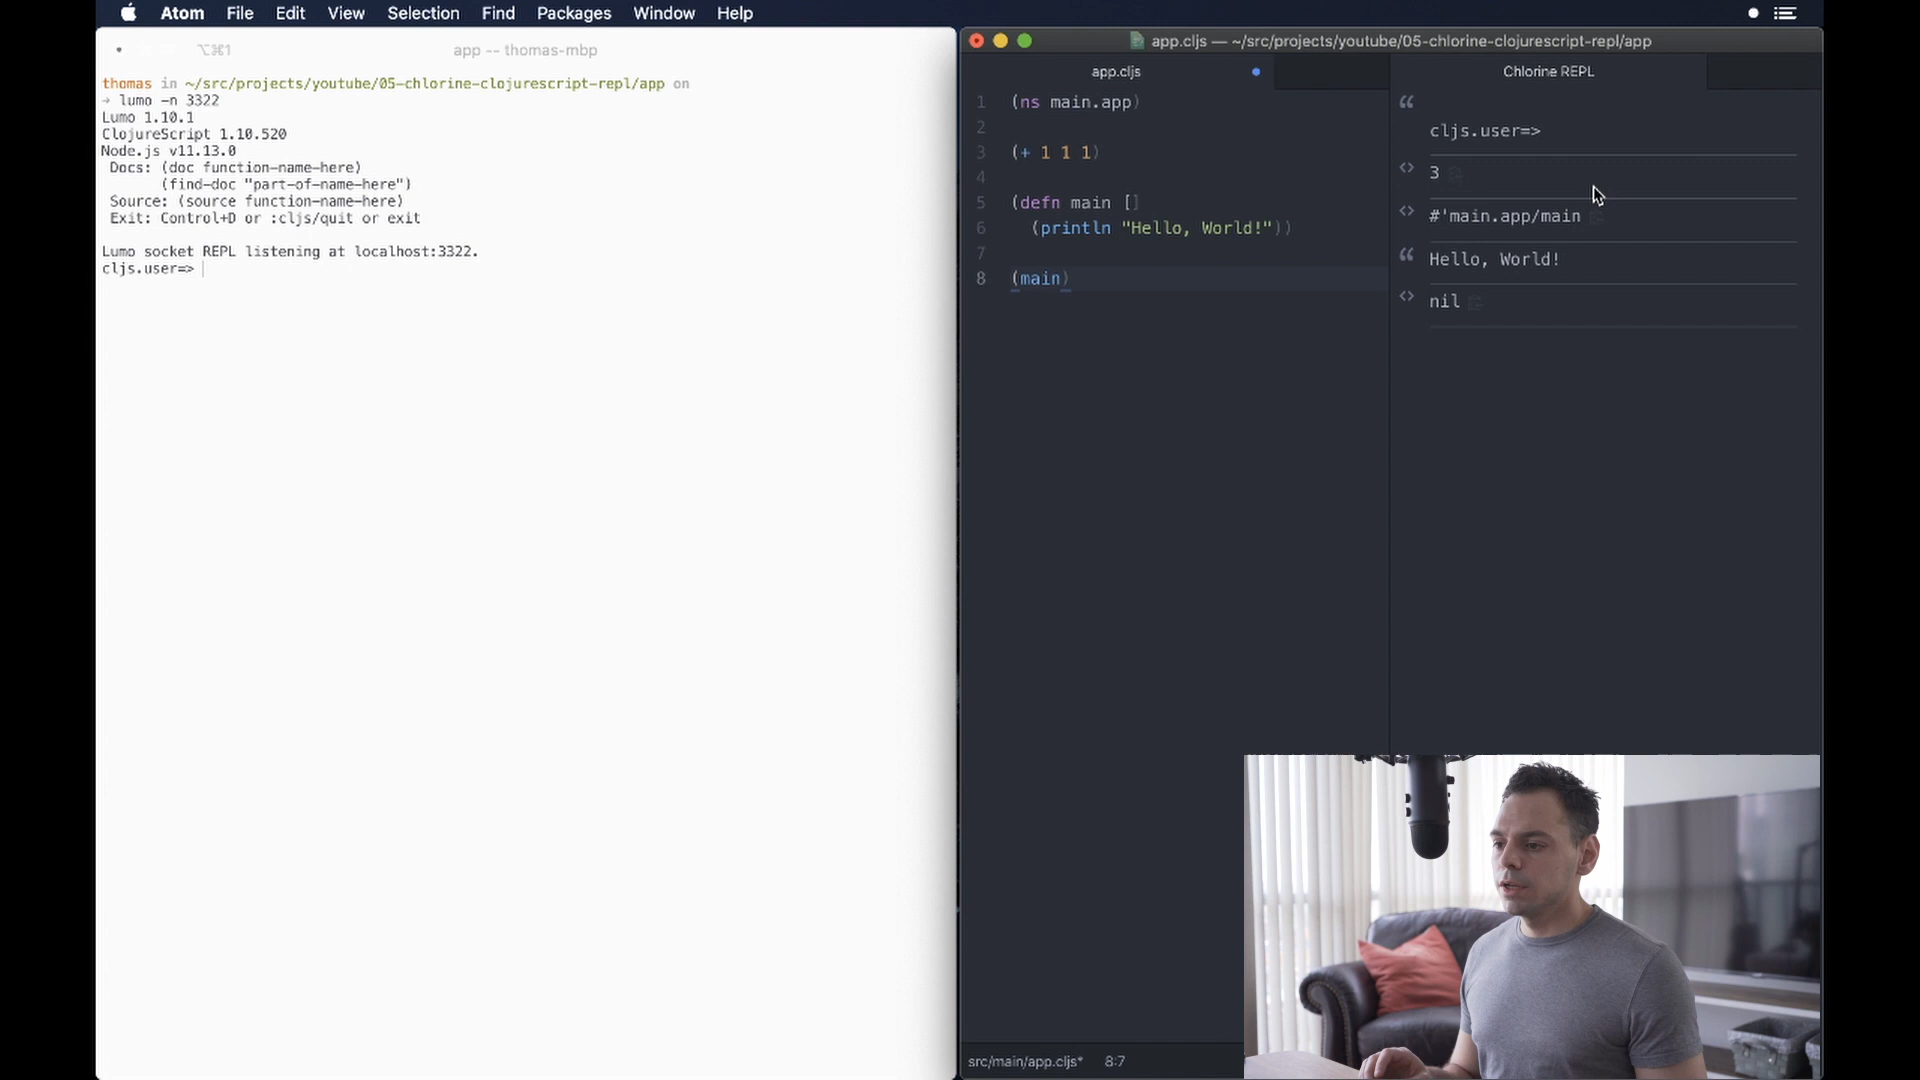 Atom File Edit View Selection Find Packages Window Help
⌥⌘1 app -- thomas-mbp
thomas in ~/src/projects/youtube/05-chlorine-clojurescript-repl/app on
→ lumo -n 3322
Lumo 1.10.1
ClojureScript 1.10.520
Node.js v11.13.0
Docs: (doc function-name-here)
(find-doc "part-of-name-here")
Source: (source function-name-here)
Exit: Control+D or :cljs/quit or exit
Lumo socket REPL listening at localhost:3322.
cljs.user=>
app.cljs — ~/src/projects/youtube/05-chlorine-clojurescript-repl/app
app.cljs
1 (ns main.app)
2
3 (+ 1 1 1)
4
5 (defn main []
6 (println "Hello, World!"))
7
8 (main)
src/main/app.cljs* 8:7
Chlorine REPL
cljs.user=>
3
#'main.app/main
Hello, World!
nil